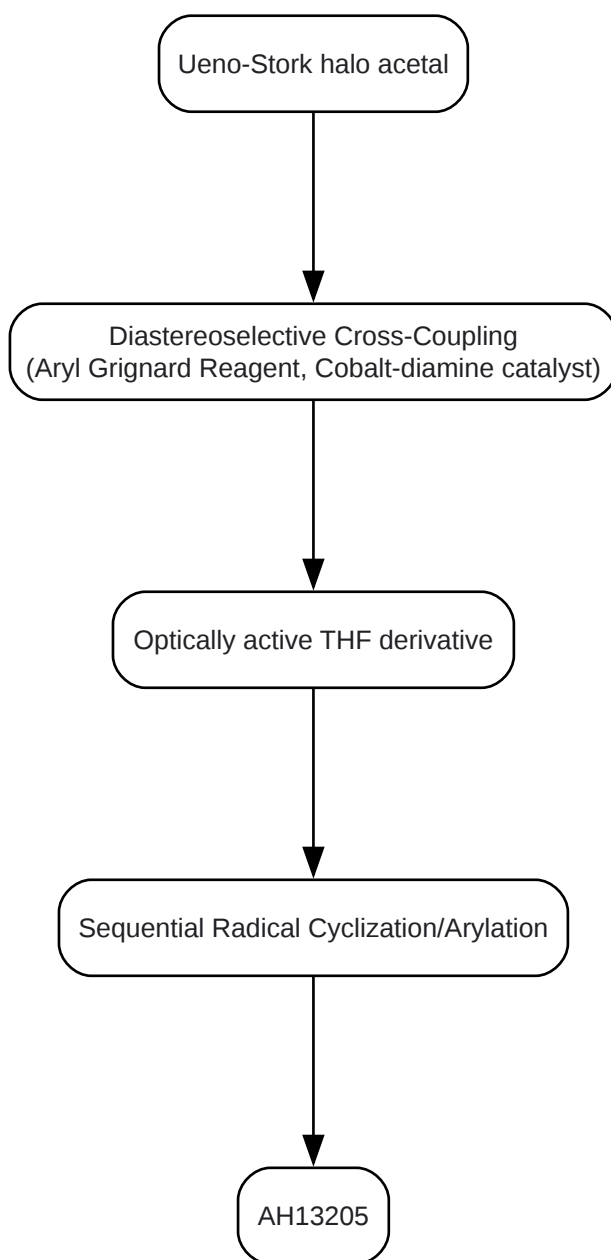 Ueno-Stork halo acetal
Diastereoselective Cross-Coupling
(Aryl Grignard Reagent, Cobalt-diamine catalyst)
Optically active THF derivative
Sequential Radical Cyclization/Arylation
AH13205